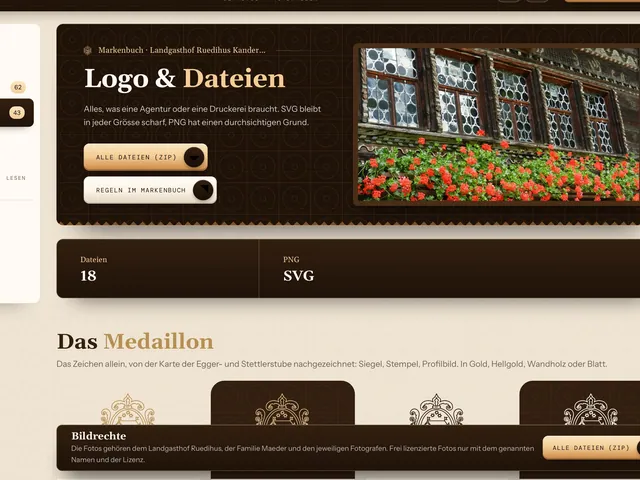 62
43
LESEN
Markenbuch · Landgasthof Ruedihus Kander...
Logo & Dateien
Alles, was eine Agentur oder eine Druckerei braucht. SVG bleibt
in jeder Grösse scharf, PNG hat einen durchsichtigen Grund.
ALLE DATEIEN (ZIP)
REGELN IM MARKENBUCH
Dateien
18
PNG
SVG
Das Medaillon
Das Zeichen allein, von der Karte der Egger- und Stettlerstube nachgezeichnet: Siegel, Stempel, Profilbild. In Gold, Hellgold, Wandholz oder Blatt.
Bildrechte
Die Fotos gehören dem Landgasthof Ruedihus, der Familie Maeder und den jeweiligen Fotografen. Frei lizenzierte Fotos nur mit dem genannten
Namen und der Lizenz.
ALLE DATEIEN (ZIP)